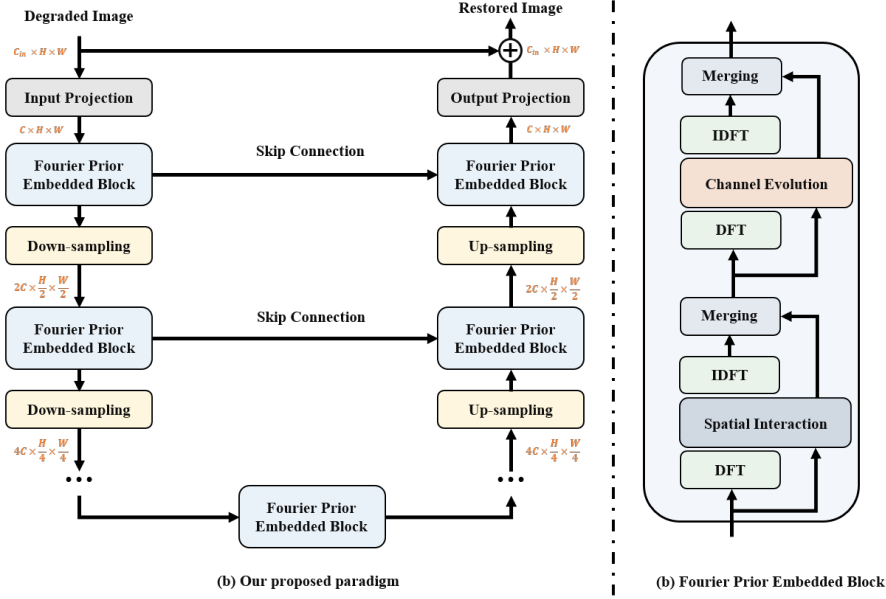 Degraded Image
Restored Image
C_in × H × W
C_in × H × W
Input Projection
Output Projection
C × H × W
C × H × W
Fourier Prior
Embedded Block
Skip Connection
Fourier Prior
Embedded Block
Down-sampling
Up-sampling
2C × H/2 × W/2
2C × H/2 × W/2
Fourier Prior
Embedded Block
Skip Connection
Fourier Prior
Embedded Block
Down-sampling
Up-sampling
4C × H/4 × W/4
4C × H/4 × W/4
...
...
Fourier Prior
Embedded Block
(b) Our proposed paradigm
Merging
IDFT
Channel Evolution
DFT
Merging
IDFT
Spatial Interaction
DFT
(b) Fourier Prior Embedded Block